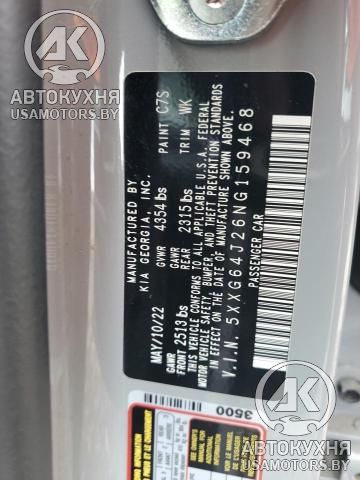 АВТОКУХНЯ
USAMOTORS.BY
MANUFACTURED BY
KIA GEORGIA, INC.
PAINT C7S
MAY/10/22 GVWR 4354 lbs TRIM WK
GAWR FRONT 2513 lbs GAWR REAR 2315 lbs
THIS VEHICLE CONFORMS TO ALL APPLICABLE U.S.A. FEDERAL
MOTOR VEHICLE SAFETY, BUMPER, AND THEFT PREVENTION STANDARDS
IN EFFECT ON THE DATE OF MANUFACTURE SHOWN ABOVE.
V.I.N. 5XXG64J26NG159468
PASSENGER CAR
3500
АВТОКУХНЯ
USAMOTORS.BY